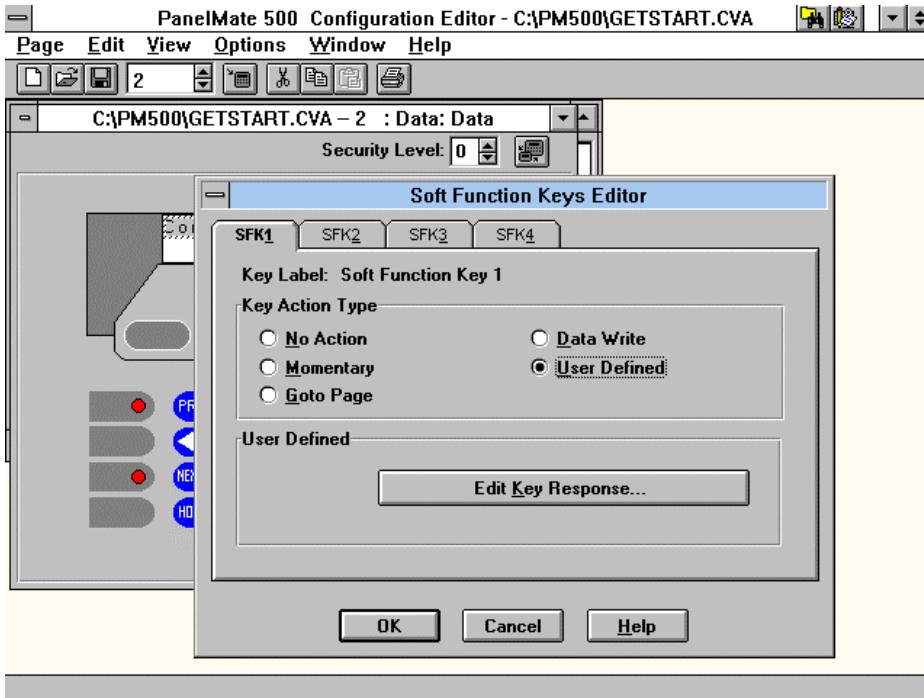 PanelMate 500 Configuration Editor - C:\PM500\GETSTART.CVA
Page Edit View Options Window Help
2
C:\PM500\GETSTART.CVA – 2 : Data: Data
Security Level: 0
Soft Function Keys Editor
SFK1 SFK2 SFK3 SFK4
Key Label: Soft Function Key 1
Key Action Type
No Action Data Write
Momentary User Defined
Goto Page
User Defined
Edit Key Response...
OK Cancel Help